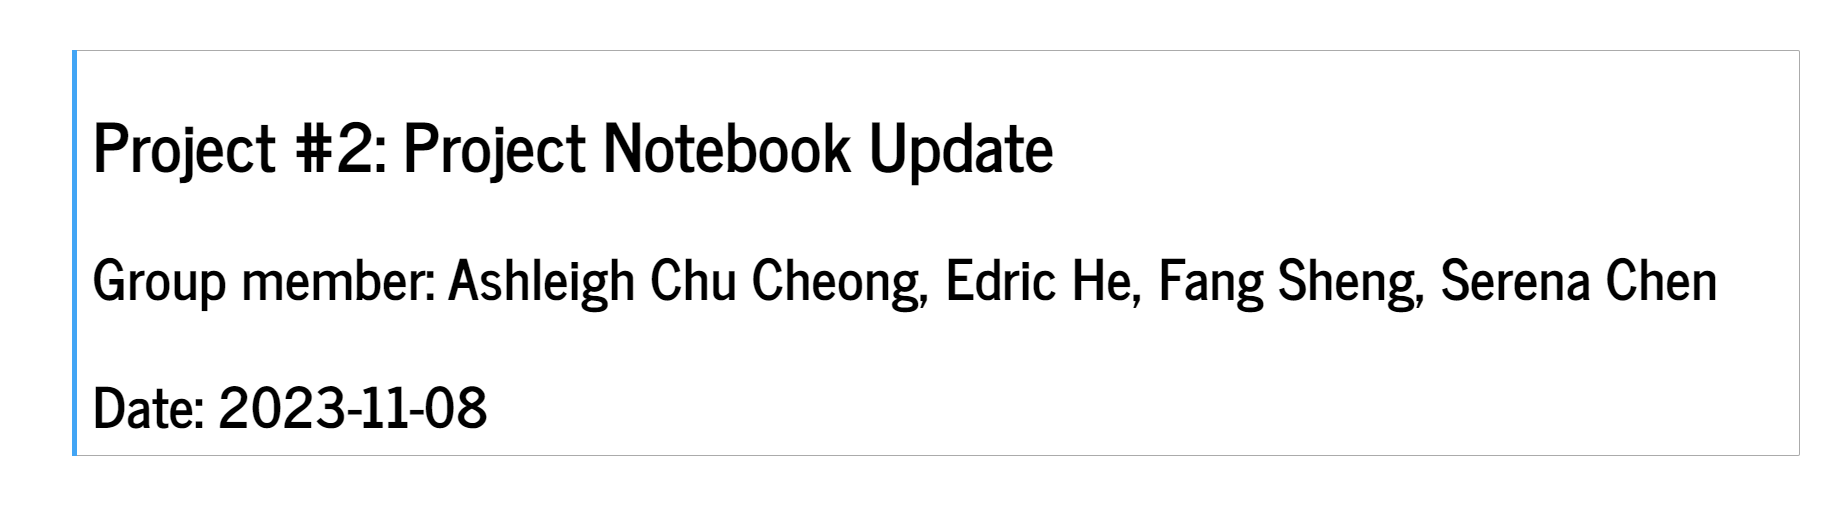 Project #2: Project Notebook Update
Group member: Ashleigh Chu Cheong, Edric He, Fang Sheng, Serena Chen
Date: 2023-11-08